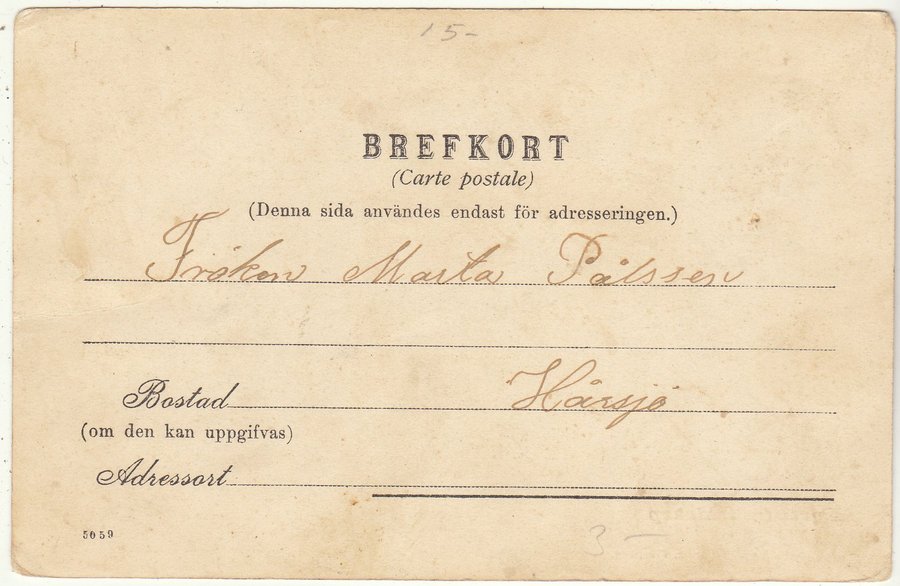 15-
BREFKORT
(Carte postale)
(Denna sida användes endast för adresseringen.)
Fröken Marta Pålssen
Bostad Hårsjö
(om den kan uppgifvas)
Adressort
5059
3 -